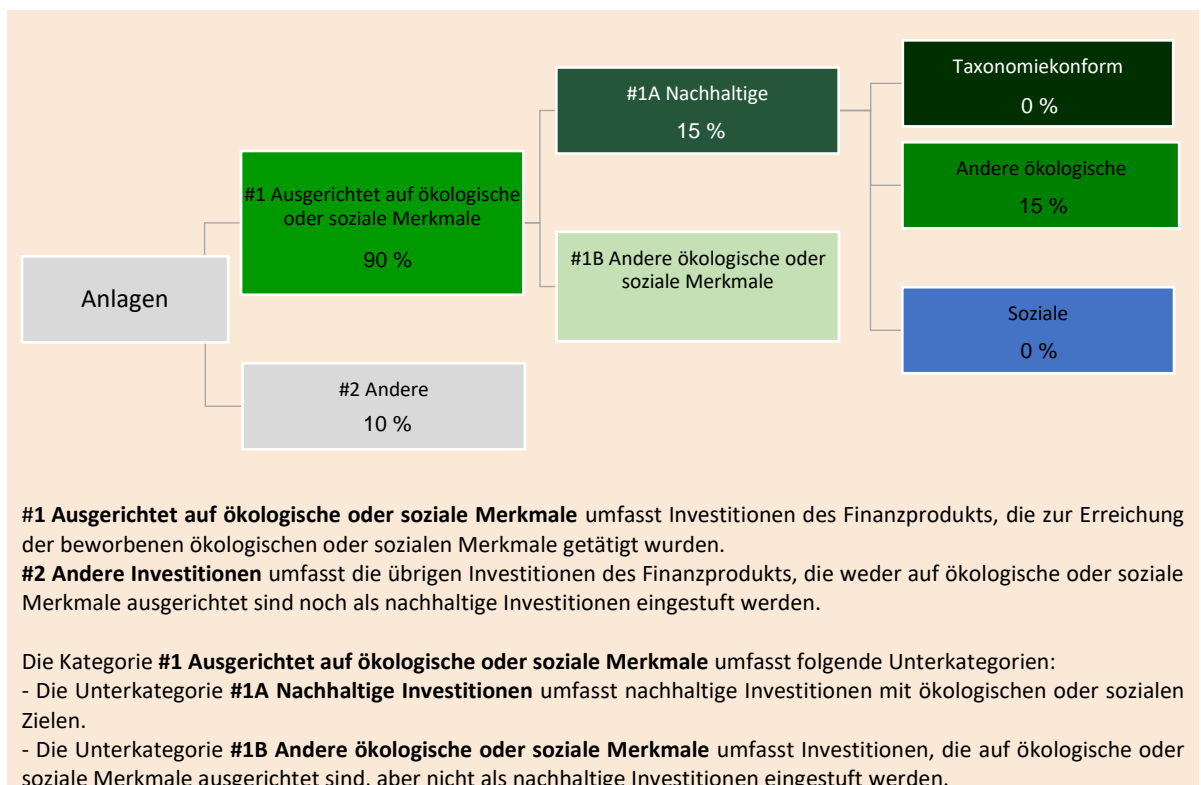 Taxonomiekonform
0 %
#1A Nachhaltige
15 %
Andere ökologische
15 %
#1 Ausgerichtet auf ökologische
oder soziale Merkmale
90 %
#1B Andere ökologische oder
soziale Merkmale
Anlagen
Soziale
0 %
#2 Andere
10 %
#1 Ausgerichtet auf ökologische oder soziale Merkmale umfasst Investitionen des Finanzprodukts, die zur Erreichung
der beworbenen ökologischen oder sozialen Merkmale getätigt wurden.
#2 Andere Investitionen umfasst die übrigen Investitionen des Finanzprodukts, die weder auf ökologische oder soziale
Merkmale ausgerichtet sind noch als nachhaltige Investitionen eingestuft werden.
Die Kategorie #1 Ausgerichtet auf ökologische oder soziale Merkmale umfasst folgende Unterkategorien:
- Die Unterkategorie #1A Nachhaltige Investitionen umfasst nachhaltige Investitionen mit ökologischen oder sozialen
Zielen.
- Die Unterkategorie #1B Andere ökologische oder soziale Merkmale umfasst Investitionen, die auf ökologische oder
soziale Merkmale ausgerichtet sind, aber nicht als nachhaltige Investitionen eingestuft werden.